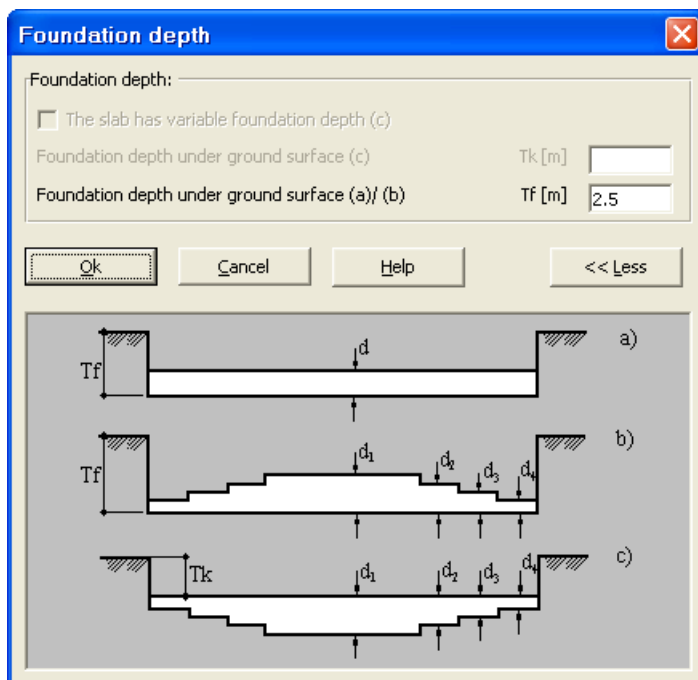 Foundation depth
Foundation depth:
The slab has variable foundation depth (c)
Foundation depth under ground surface (c) Tk [m]
Foundation depth under ground surface (a)/ (b) Tf [m] 2.5
Ok Cancel Help << Less
d a)
Tf
d1 d2 d3 d4 b)
Tf
Tk d1 d2 d3 d4 c)